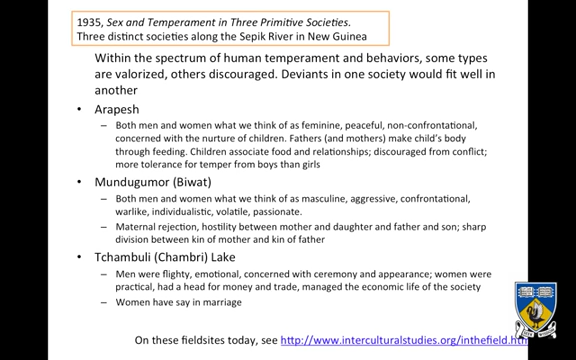 1935, Sex and Temperament in Three Primitive Societies.
Three distinct societies along the Sepik River in New Guinea
Within the spectrum of human temperament and behaviors, some types
are valorized, others discouraged. Deviants in one society would fit well in
another
• Arapesh
– Both men and women what we think of as feminine, peaceful, non-confrontational,
concerned with the nurture of children. Fathers (and mothers) make child's body
through feeding. Children associate food and relationships; discouraged from conflict;
more tolerance for temper from boys than girls
• Mundugumor (Biwat)
– Both men and women what we think of as masculine, aggressive, confrontational,
warlike, individualistic, volatile, passionate.
– Maternal rejection, hostility between mother and daughter and father and son; sharp
division between kin of mother and kin of father
• Tchambuli (Chambri) Lake
– Men were flighty, emotional, concerned with ceremony and appearance; women were
practical, had a head for money and trade, managed the economic life of the society
– Women have say in marriage
On these fieldsites today, see http://www.interculturalstudies.org/inthefield.htm